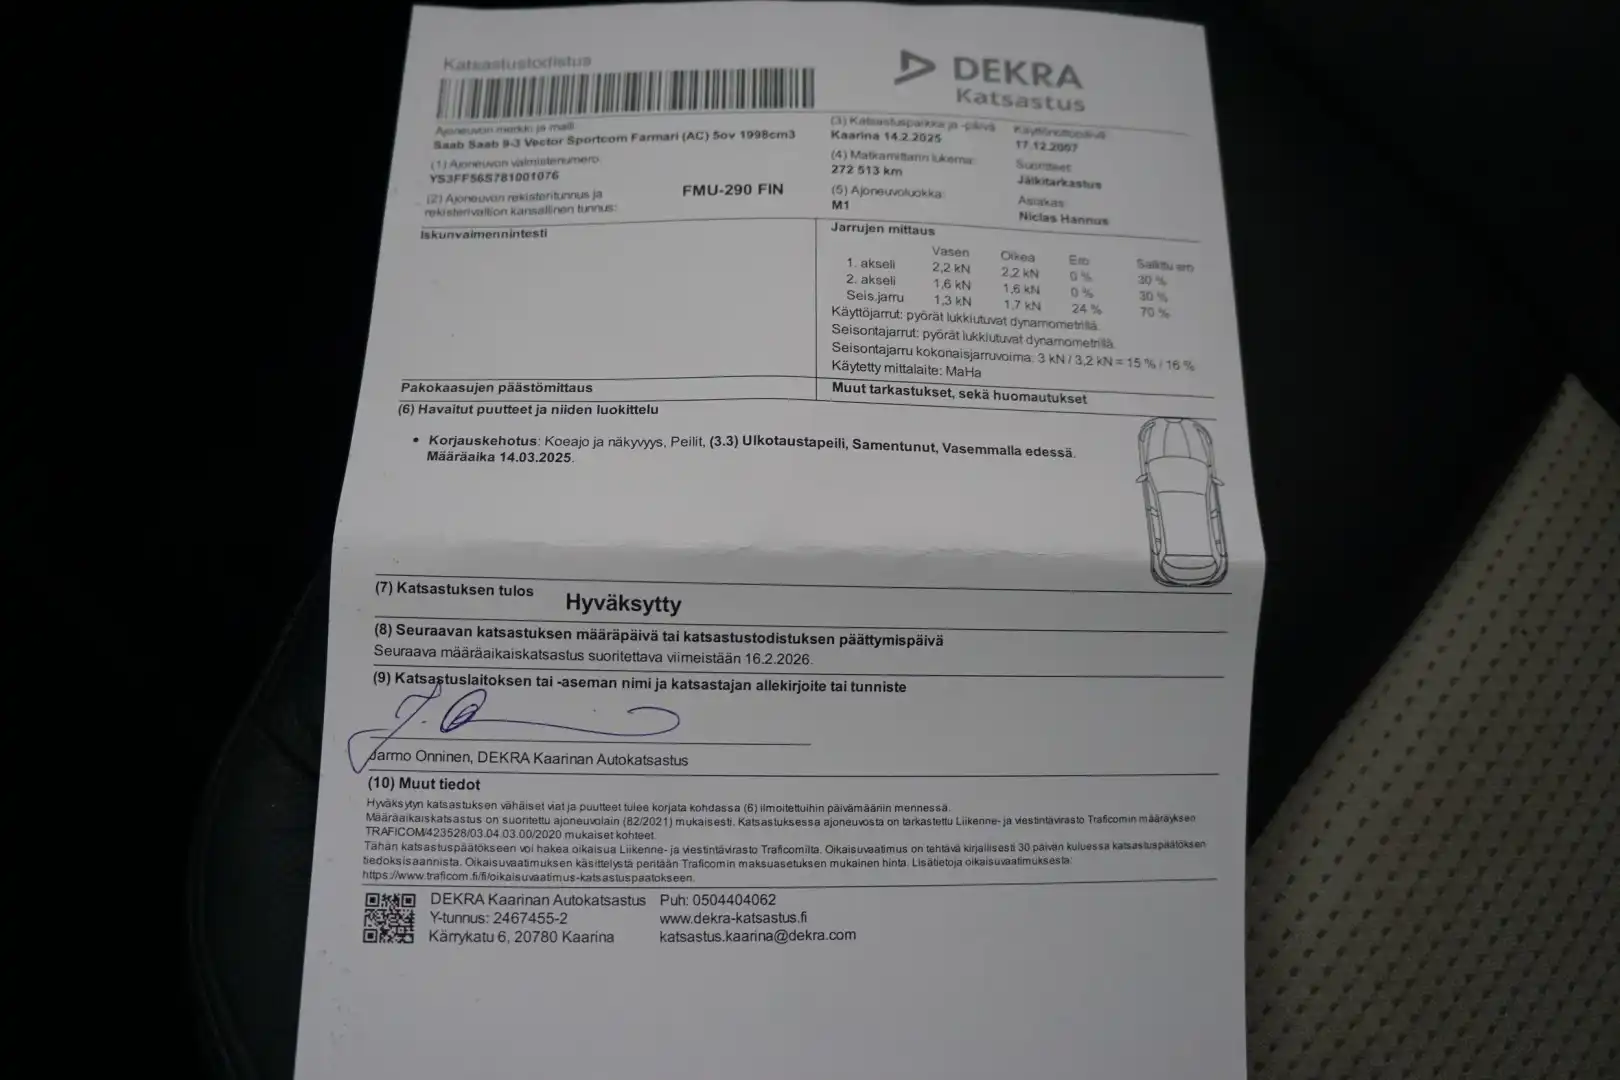 Katsastustodistus
DEKRA
Katsastus
Ajoneuvon merkki ja malli
Saab Saab 9-3 Vector Sportcom Farmari (AC) 5ov 1998cm3
(1) Ajoneuvon valmistenumero
YS3FF56S781001076
(2) Ajoneuvon rekisteritunnus ja
rekisterivaltion kansallinen tunnus:
FMU-290 FIN
(3) Katsastuspaikka ja -päivä
Kaarina 14.2.2025
(4) Matkamittarin lukema:
272 513 km
(5) Ajoneuvoluokka:
M1
Käyttöönottopäivä
17.12.2007
Suoritteet:
Jälkitarkastus
Asiakas:
Niclas Hannus
Iskunvaimennintesti
Jarrujen mittaus
Vasen Oikea Ero Sallittu ero
1. akseli 2,2 kN 2,2 kN 0 % 30 %
2. akseli 1,6 kN 1,6 kN 0 % 30 %
Seis.jarru 1,3 kN 1,7 kN 24 % 70 %
Käyttöjarrut: pyörät lukkiutuvat dynamometrillä.
Seisontajarrut: pyörät lukkiutuvat dynamometrillä.
Seisontajarru kokonaisjarruvoima: 3 kN / 3,2 kN = 15 % / 16 %
Käytetty mittalaite: MaHa
Pakokaasujen päästömittaus
Muut tarkastukset, sekä huomautukset
(6) Havaitut puutteet ja niiden luokittelu
• Korjauskehotus: Koeajo ja näkyvyys, Peilit, (3.3) Ulkotaustapeili, Samentunut, Vasemmalla edessä.
Määräaika 14.03.2025.
(7) Katsastuksen tulos
Hyväksytty
(8) Seuraavan katsastuksen määräpäivä tai katsastustodistuksen päättymispäivä
Seuraava määräaikaiskatsastus suoritettava viimeistään 16.2.2026.
(9) Katsastuslaitoksen tai -aseman nimi ja katsastajan allekirjoite tai tunniste
Jarmo Onninen, DEKRA Kaarinan Autokatsastus
(10) Muut tiedot
Hyväksytyn katsastuksen vähäiset viat ja puutteet tulee korjata kohdassa (6) ilmoitettuihin päivämääriin mennessä.
Määräaikaiskatsastus on suoritettu ajoneuvolain (82/2021) mukaisesti. Katsastuksessa ajoneuvosta on tarkastettu Liikenne- ja viestintävirasto Traficomin määräyksen
TRAFICOM/423528/03.04.03.00/2020 mukaiset kohteet.
Tähän katsastuspäätökseen voi hakea oikaisua Liikenne- ja viestintävirasto Traficomilta. Oikaisuvaatimus on tehtävä kirjallisesti 30 päivän kuluessa katsastuspäätöksen
tiedoksisaannista. Oikaisuvaatimuksen käsittelystä peritään Traficomin maksuasetuksen mukainen hinta. Lisätietoja oikaisuvaatimuksesta:
https://www.traficom.fi/fi/oikaisuvaatimus-katsastuspaatokseen.
DEKRA Kaarinan Autokatsastus Puh: 0504404062
Y-tunnus: 2467455-2 www.dekra-katsastus.fi
Kärrykatu 6, 20780 Kaarina katsastus.kaarina@dekra.com